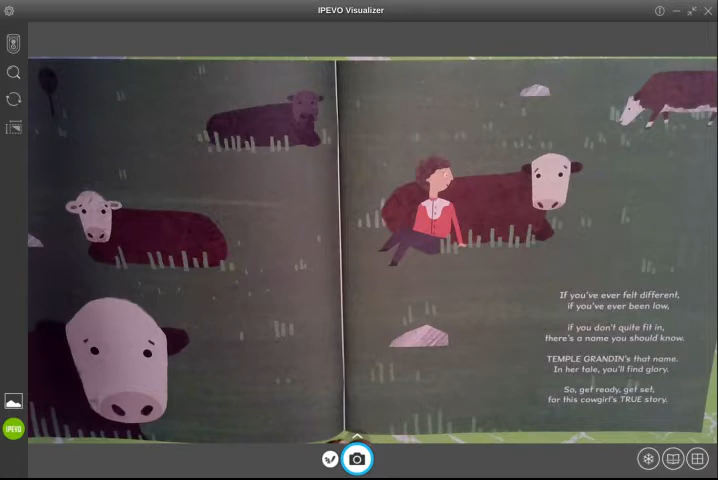 IPEVO Visualizer
If you've ever felt different,
if you've ever been low,
if you don't quite fit in,
there's a name you should know.
TEMPLE GRANDIN's that name.
In her tale, you'll find glory.
So, get ready, get set,
for this cowgirl's TRUE story.
IPEVO